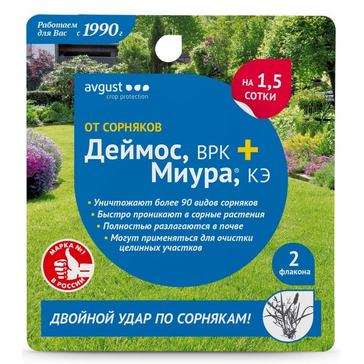 Работаем
для Вас с 1990 г
avgust
crop protection
НА 1,5
СОТКИ
ОТ СОРНЯКОВ
Деймос, ВРК +
Миура®, КЭ
• Уничтожают более 90 видов сорняков
• Быстро проникают в сорные растения
• Полностью разлагаются в почве
• Могут применяться для очистки
целинных участков
МАРКА №1
В РОССИИ
2
флакона
ДВОЙНОЙ УДАР ПО СОРНЯКАМ!